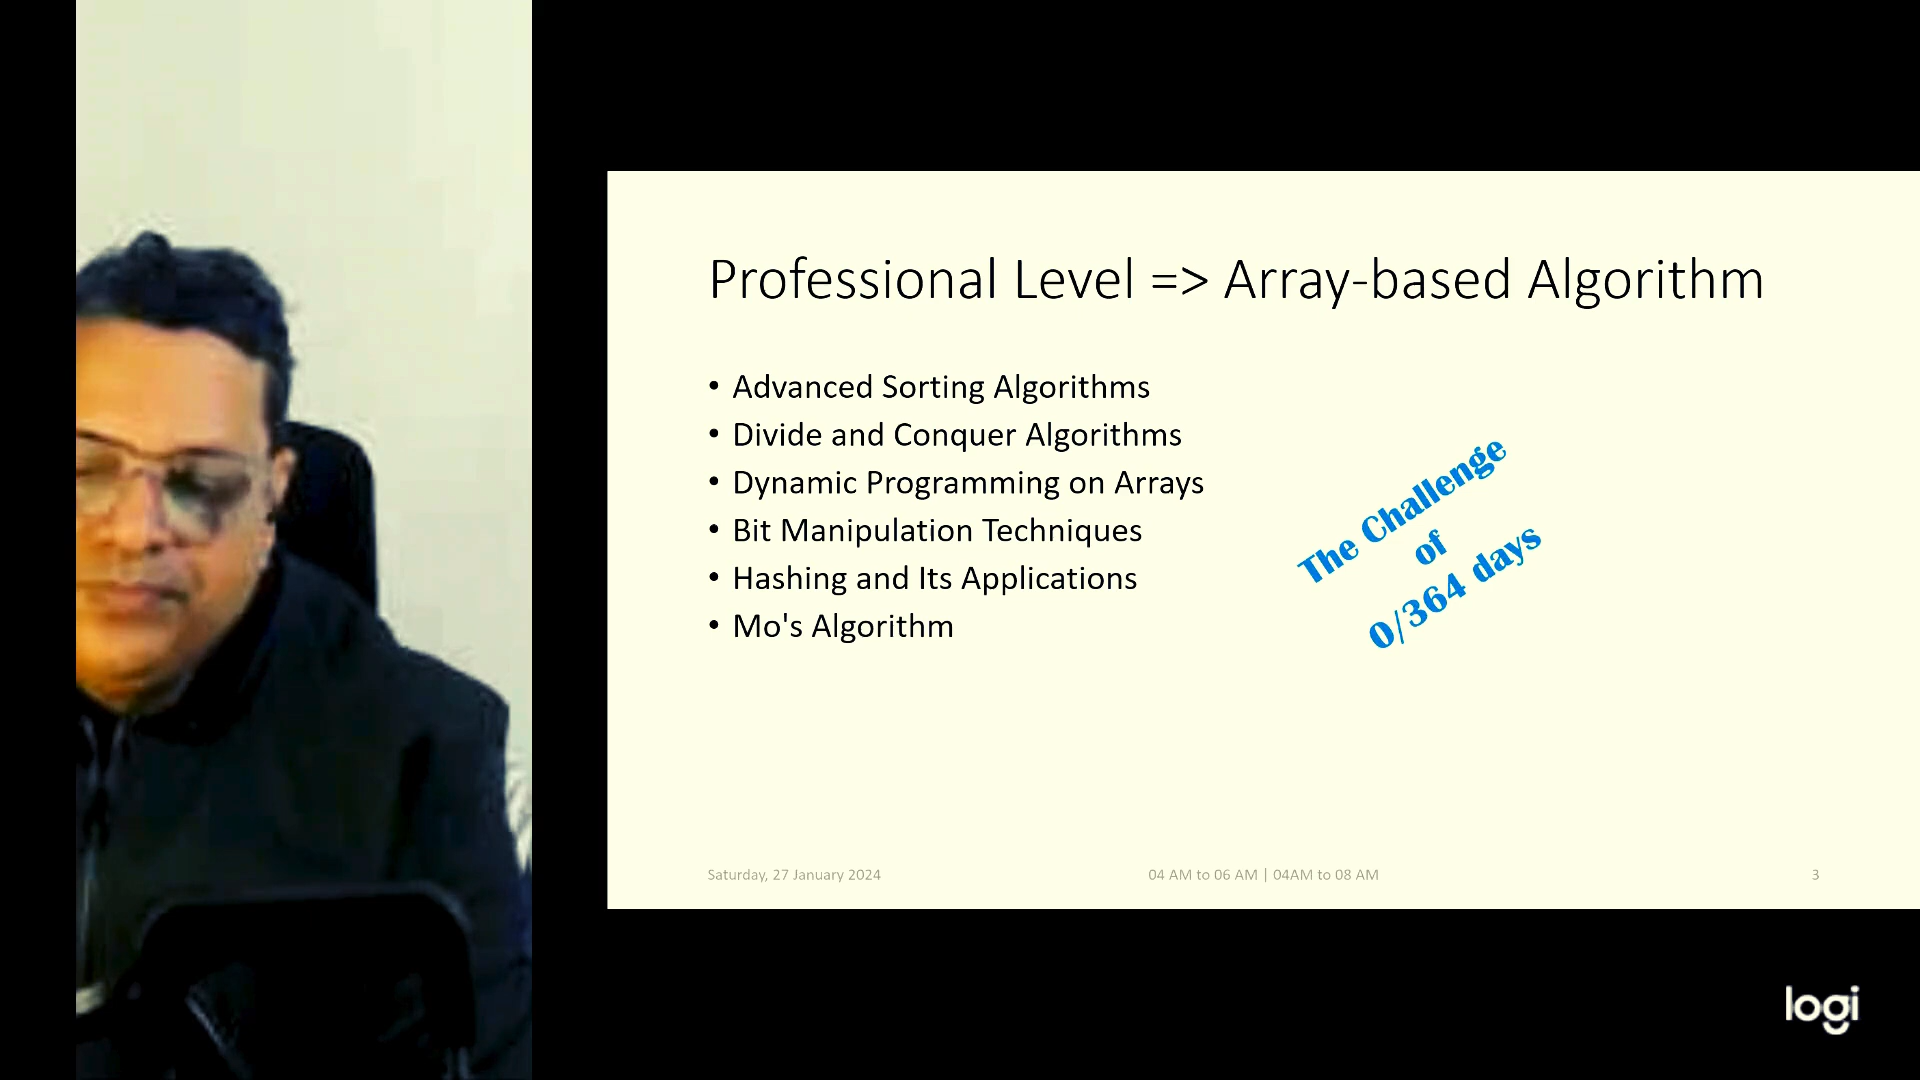 Professional Level => Array-based Algorithm
• Advanced Sorting Algorithms
• Divide and Conquer Algorithms
• Dynamic Programming on Arrays
• Bit Manipulation Techniques
• Hashing and Its Applications
• Mo's Algorithm
The Challenge
of
0/364 days
Saturday, 27 January 2024
04 AM to 06 AM | 04AM to 08 AM
3
logi